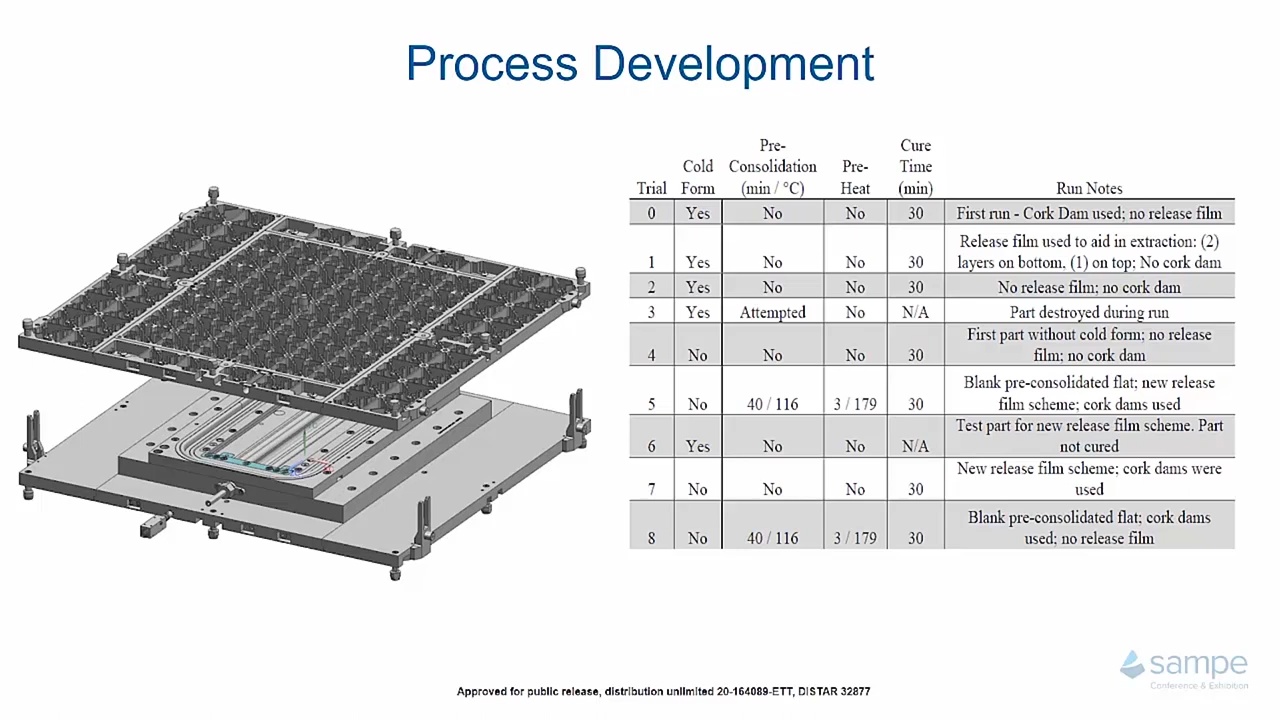 Process Development
Pre-
Cure
Cold Consolidation Pre- Time
Trial Form (min / °C) Heat (min) Run Notes
0 Yes No No 30 First run - Cork Dam used; no release film
Release film used to aid in extraction: (2)
1 Yes No No 30 layers on bottom, (1) on top; No cork dam
2 Yes No No 30 No release film; no cork dam
3 Yes Attempted No N/A Part destroyed during run
First part without cold form; no release
4 No No No 30 film; no cork dam
Blank pre-consolidated flat; new release
5 No 40 / 116 3 / 179 30 film scheme; cork dams used
Test part for new release film scheme. Part
6 Yes No No N/A not cured
New release film scheme; cork dams were
7 No No No 30 used
Blank pre-consolidated flat; cork dams
8 No 40 / 116 3 / 179 30 used; no release film
sampe
Conference & Exhibition
Approved for public release, distribution unlimited 20-164089-ETT, DISTAR 32877